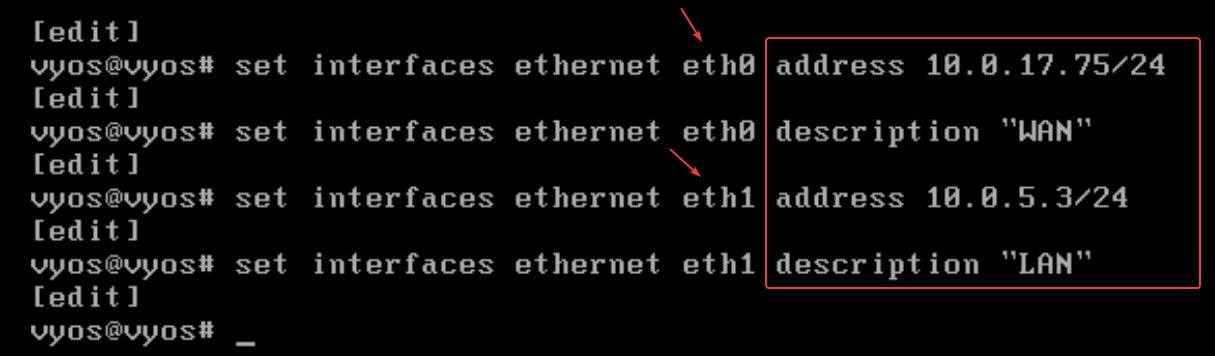 [edit]
vyos@vyos# set interfaces ethernet eth0 address 10.0.17.75/24
[edit]
vyos@vyos# set interfaces ethernet eth0 description "WAN"
[edit]
vyos@vyos# set interfaces ethernet eth1 address 10.0.5.3/24
[edit]
vyos@vyos# set interfaces ethernet eth1 description "LAN"
[edit]
vyos@vyos# _